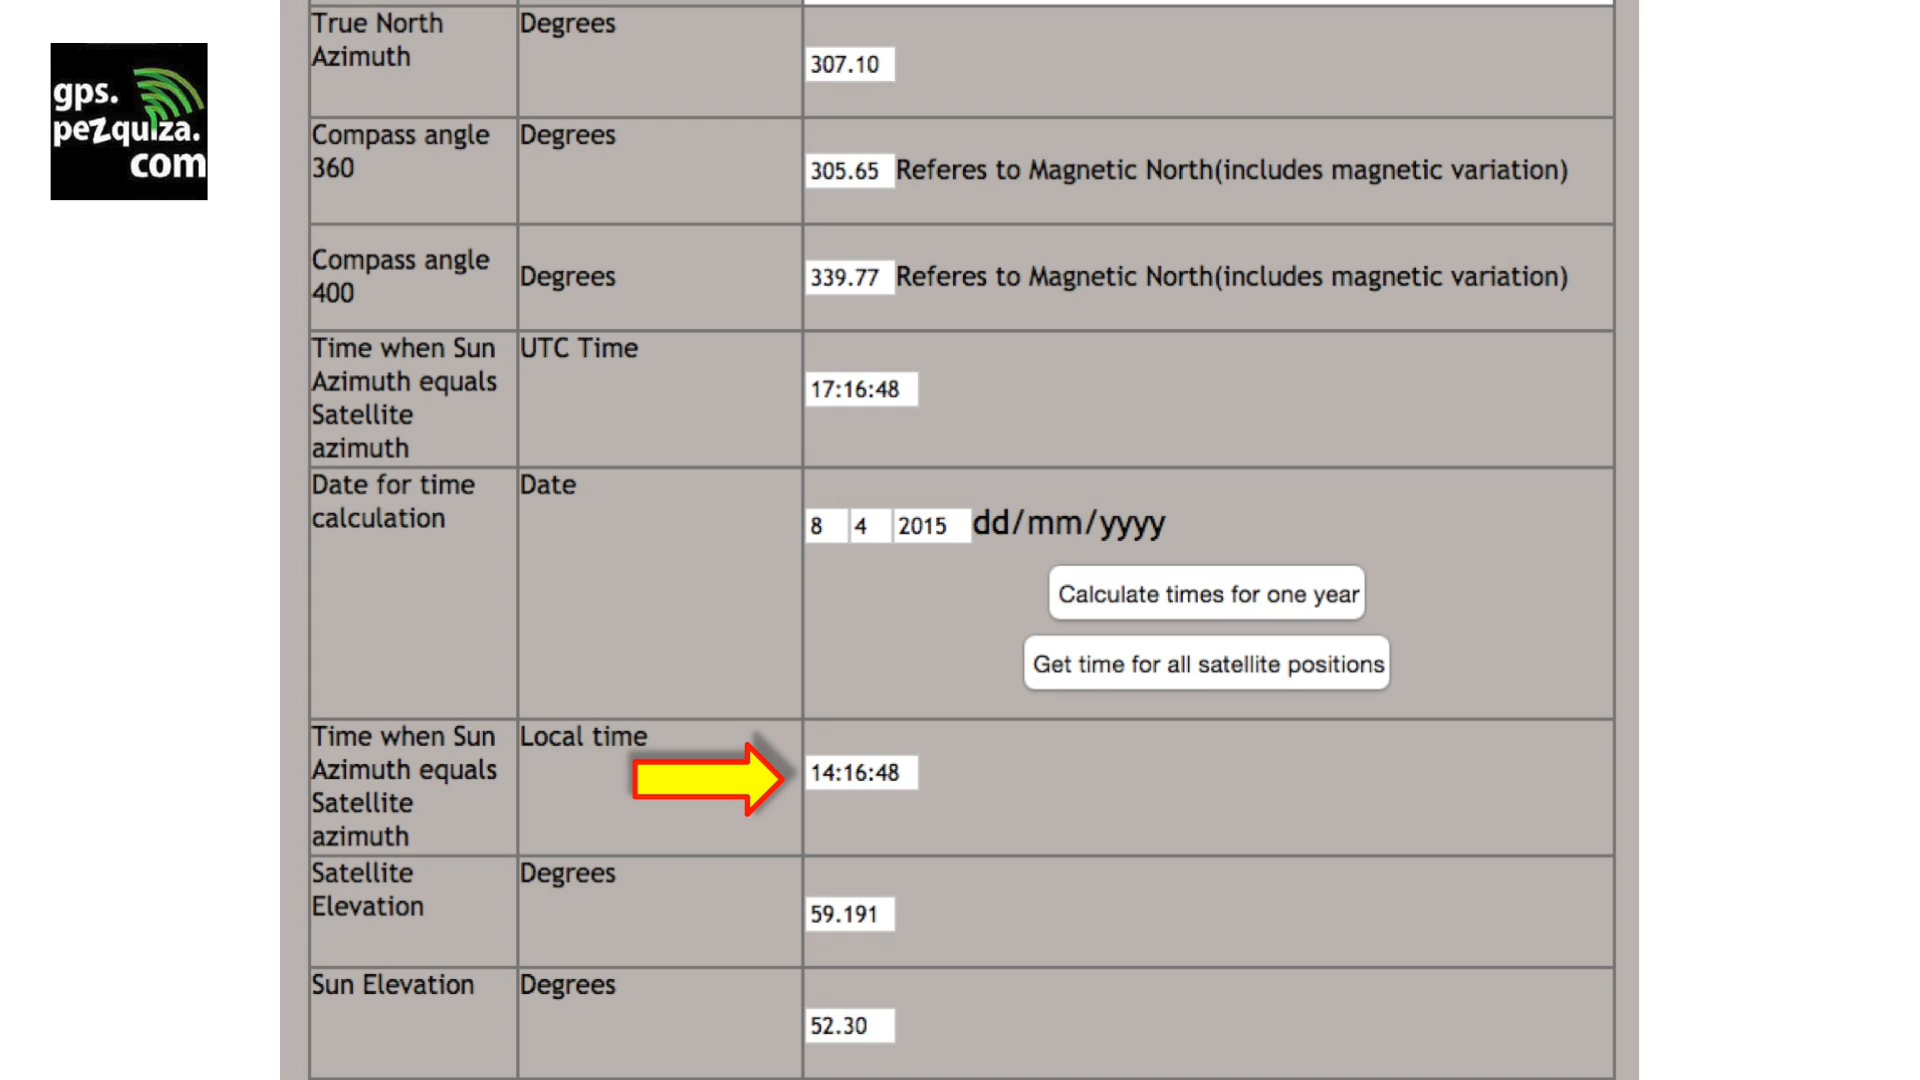 gps.
peZquiza.
com
True North
Azimuth
Degrees
307.10
Compass angle
360
Degrees
305.65 Referes to Magnetic North(includes magnetic variation)
Compass angle
400
Degrees
339.77 Referes to Magnetic North(includes magnetic variation)
Time when Sun
Azimuth equals
Satellite
azimuth
UTC Time
17:16:48
Date for time
calculation
Date
8 4 2015 dd/mm/yyyy
Calculate times for one year
Get time for all satellite positions
Time when Sun
Azimuth equals
Satellite
azimuth
Local time
14:16:48
Satellite
Elevation
Degrees
59.191
Sun Elevation
Degrees
52.30